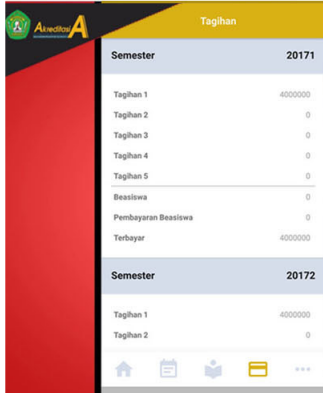 Akreditasi A
Tagihan
Semester 20171
Tagihan 1 4000000
Tagihan 2 0
Tagihan 3 0
Tagihan 4 0
Tagihan 5 0
Beasiswa 0
Pembayaran Beasiswa 0
Terbayar 4000000
Semester 20172
Tagihan 1 4000000
Tagihan 2 0